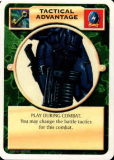 TACTICAL
ADVANTAGE
PLAY DURING COMBAT.
You may change the battle tactics
for this combat.